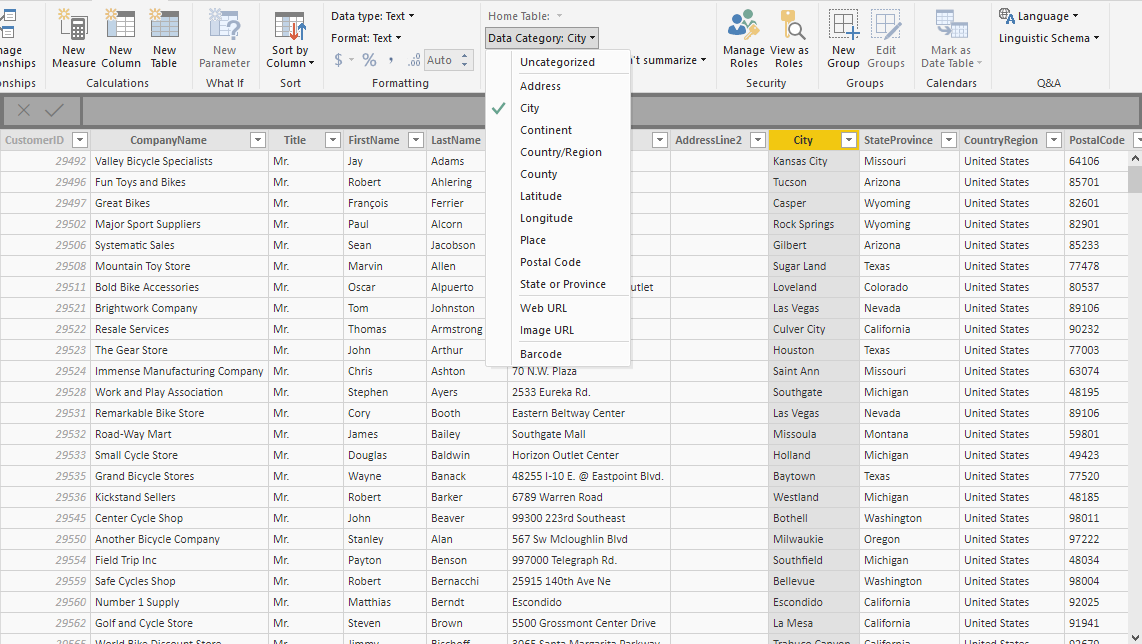 nage
onships
onships
New Measure
New Column
New Table
Calculations
New Parameter
What If
Sort by Column
Sort
Data type: Text
Format: Text
$ % , .00 Auto
Formatting
Home Table:
Data Category: City
n't summarize
Manage Roles
View as Roles
Security
New Group
Edit Groups
Groups
Mark as Date Table
Calendars
Language
Linguistic Schema
Q&A
Uncategorized
Address
City
Continent
Country/Region
County
Latitude
Longitude
Place
Postal Code
State or Province
Web URL
Image URL
Barcode
CustomerID CompanyName Title FirstName LastName AddressLine2 City StateProvince CountryRegion PostalCode
29492 Valley Bicycle Specialists Mr. Jay Adams Kansas City Missouri United States 64106
29496 Fun Toys and Bikes Mr. Robert Ahlering Tucson Arizona United States 85701
29497 Great Bikes Mr. François Ferrier Casper Wyoming United States 82601
29502 Major Sport Suppliers Mr. Paul Alcorn Rock Springs Wyoming United States 82901
29506 Systematic Sales Mr. Sean Jacobson Gilbert Arizona United States 85233
29508 Mountain Toy Store Mr. Marvin Allen Sugar Land Texas United States 77478
29511 Bold Bike Accessories Mr. Oscar Alpuerto utlet Loveland Colorado United States 80537
29521 Brightwork Company Mr. Tom Johnston Las Vegas Nevada United States 89106
29522 Resale Services Mr. Thomas Armstrong Culver City California United States 90232
29523 The Gear Store Mr. John Arthur Houston Texas United States 77003
29524 Immense Manufacturing Company Mr. Chris Ashton 70 N.W. Plaza Saint Ann Missouri United States 63074
29528 Work and Play Association Mr. Stephen Ayers 2533 Eureka Rd. Southgate Michigan United States 48195
29531 Remarkable Bike Store Mr. Cory Booth Eastern Beltway Center Las Vegas Nevada United States 89106
29532 Road-Way Mart Mr. James Bailey Southgate Mall Missoula Montana United States 59801
29533 Small Cycle Store Mr. Douglas Baldwin Horizon Outlet Center Holland Michigan United States 49423
29535 Grand Bicycle Stores Mr. Wayne Banack 48255 I-10 E. @ Eastpoint Blvd. Baytown Texas United States 77520
29536 Kickstand Sellers Mr. Robert Barker 6789 Warren Road Westland Michigan United States 48185
29545 Center Cycle Shop Mr. John Beaver 99300 223rd Southeast Bothell Washington United States 98011
29550 Another Bicycle Company Mr. Stanley Alan 567 Sw Mcloughlin Blvd Milwaukie Oregon United States 97222
29554 Field Trip Inc Mr. Payton Benson 997000 Telegraph Rd. Southfield Michigan United States 48034
29559 Safe Cycles Shop Mr. Robert Bernacchi 25915 140th Ave Ne Bellevue Washington United States 98004
29560 Number 1 Supply Mr. Matthias Berndt Escondido Escondido California United States 92025
29562 Golf and Cycle Store Mr. Steven Brown 5500 Grossmont Center Drive La Mesa California United States 91941
29565 World Bike Discount Store Mr. Jimmy Bischoff 3065 Santa Margarita Parkway Trabuco Canyon California United States 92679